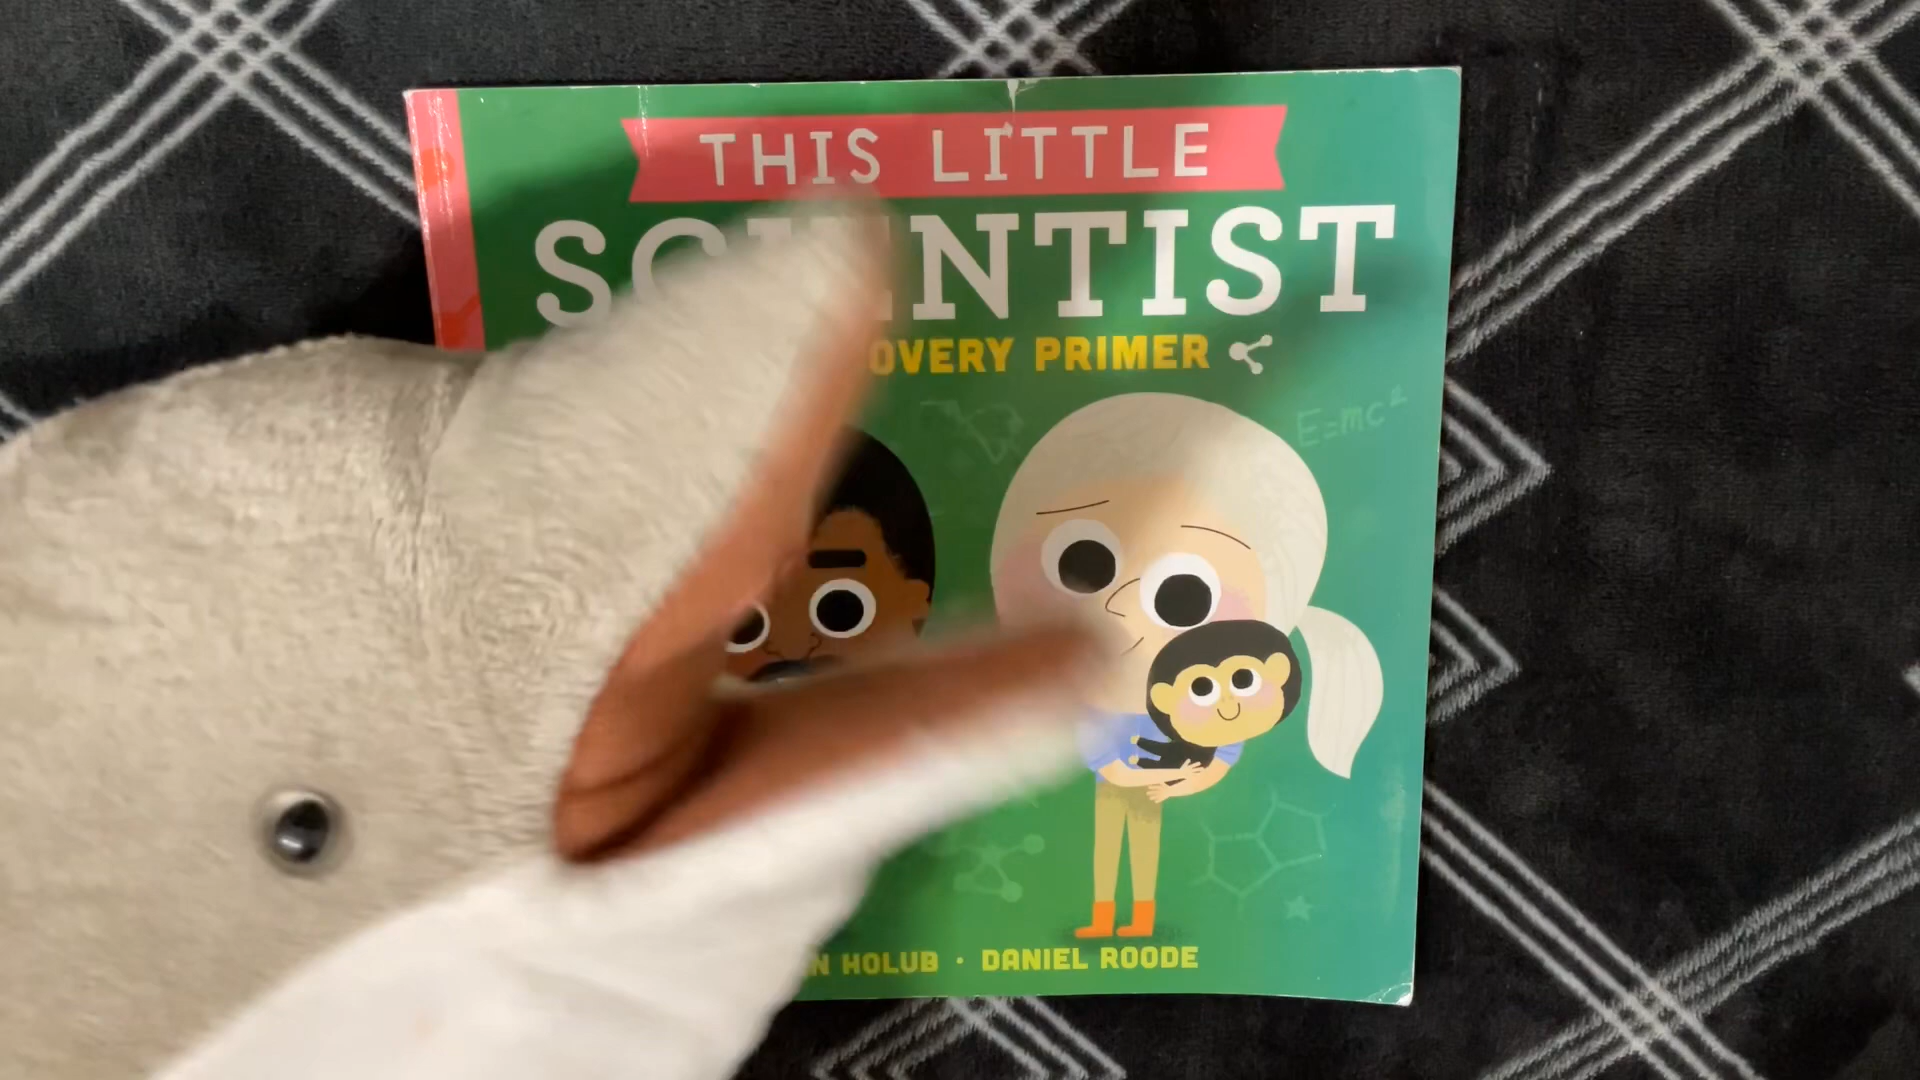 THIS LITTLE
SCIENTIST
OVERY PRIMER
E=mc²
N HOLUB · DANIEL ROODE